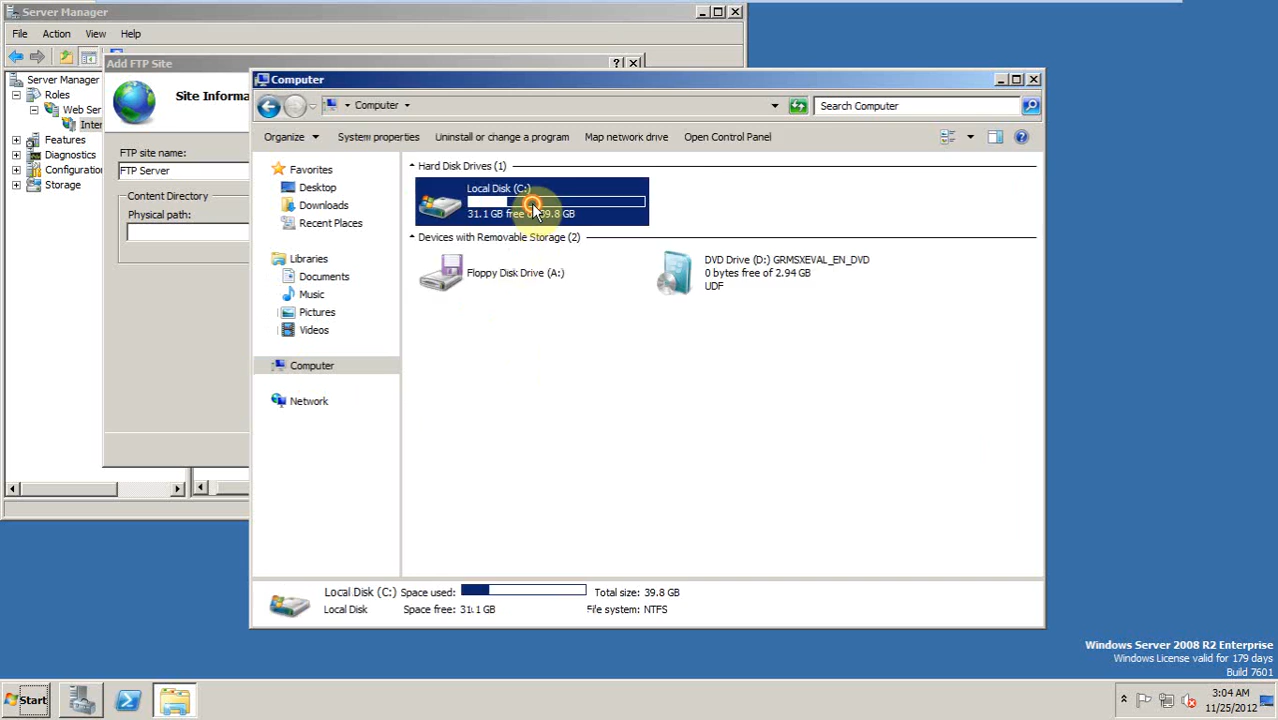 Server Manager
File Action View Help
Add FTP Site
Server Manager
Roles
Web Ser
Inter
Features
Diagnostics
Configuration
Storage
Site Informa
FTP site name:
FTP Server
Content Directory
Physical path:
Computer
Computer
Search Computer
Organize System properties Uninstall or change a program Map network drive Open Control Panel
Favorites
Desktop
Downloads
Recent Places
Libraries
Documents
Music
Pictures
Videos
Computer
Network
Hard Disk Drives (1)
Local Disk (C:)
31.1 GB free of 39.8 GB
Devices with Removable Storage (2)
Floppy Disk Drive (A:)
DVD Drive (D:) GRMSXEVAL_EN_DVD
0 bytes free of 2.94 GB
UDF
Local Disk (C:) Space used: Total size: 39.8 GB
Local Disk Space free: 31.1 GB File system: NTFS
Windows Server 2008 R2 Enterprise
Windows License valid for 179 days
Build 7601
Start
3:04 AM
11/25/2012